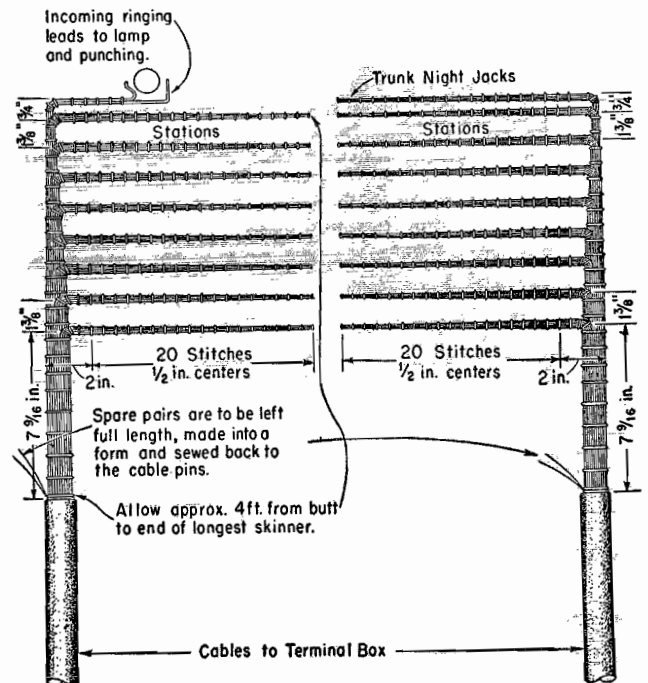 Incoming ringing
leads to lamp
and punching.
Trunk Night Jacks
3/4"
3/4"
1 3/8"
Stations
Stations
1 3/8"
1 3/8"
1 3/8"
20 Stitches
1/2 in. centers
2 in.
20 Stitches
1/2 in. centers
2 in.
7 9/16 in.
7 9/16 in.
Spare pairs are to be left
full length, made into a
form and sewed back to
the cable pins.
Allow approx. 4 ft. from butt
to end of longest skinner.
Cables to Terminal Box